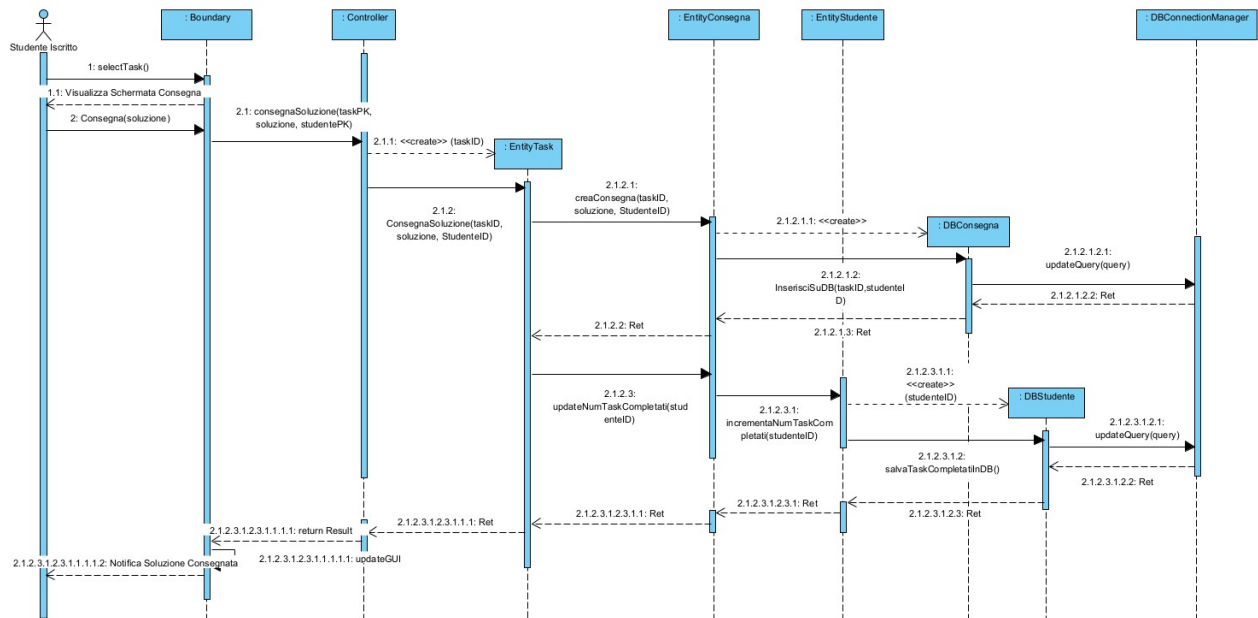 : Boundary
: Controller
: EntityConsegna
: EntityStudente
: DBConnectionManager
Studente Iscritto
1: selectTask()
1.1: Visualizza Schermata Consegna
2: Consegna(soluzione)
2.1: consegnaSoluzione(taskPK,
soluzione, studentePK)
2.1.1: <<create>> (taskID)
: EntityTask
2.1.2:
ConsegnaSoluzione(taskID,
soluzione, StudenteID)
2.1.2.1:
creaConsegna(taskID,
soluzione, StudenteID)
2.1.2.1.1: <<create>>
: DBConsegna
2.1.2.1.2:
InserisciSuDB(taskID,studenteI
D)
2.1.2.1.2.1:
updateQuery(query)
2.1.2.1.2.2: Ret
2.1.2.1.3: Ret
2.1.2.2: Ret
2.1.2.3:
updateNumTaskCompletati(stud
enteID)
2.1.2.3.1:
incrementaNumTaskCom
pletati(studenteID)
2.1.2.3.1.1:
<<create>>
(studenteID)
: DBStudente
2.1.2.3.1.2:
salvaTaskCompletatiInDB()
2.1.2.3.1.2.1:
updateQuery(query)
2.1.2.3.1.2.2: Ret
2.1.2.3.1.2.3: Ret
2.1.2.3.1.2.3.1: Ret
2.1.2.3.1.2.3.1.1: Ret
2.1.2.3.1.2.3.1.1.1: Ret
2.1.2.3.1.2.3.1.1.1.1: return Result
2.1.2.3.1.2.3.1.1.1.1.1: updateGUI
2.1.2.3.1.2.3.1.1.1.1.2: Notifica Soluzione Consegnata